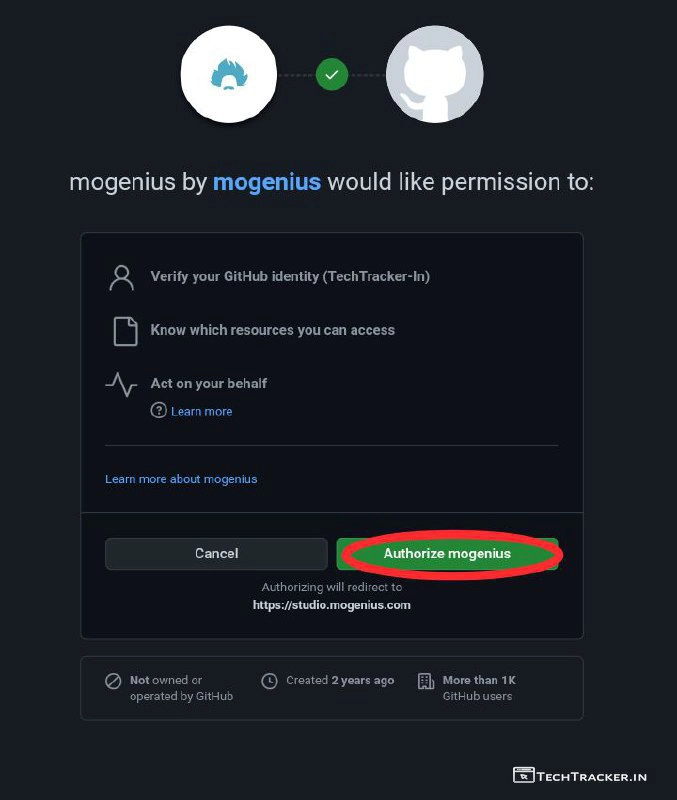 mogenius by mogenius would like permission to:
Verify your GitHub identity (TechTracker-In)
Know which resources you can access
Act on your behalf
? Learn more
Learn more about mogenius
Cancel
Authorize mogenius
Authorizing will redirect to
https://studio.mogenius.com
Not owned or
operated by GitHub
Created 2 years ago
More than 1K
GitHub users
TECHTRACKER.IN